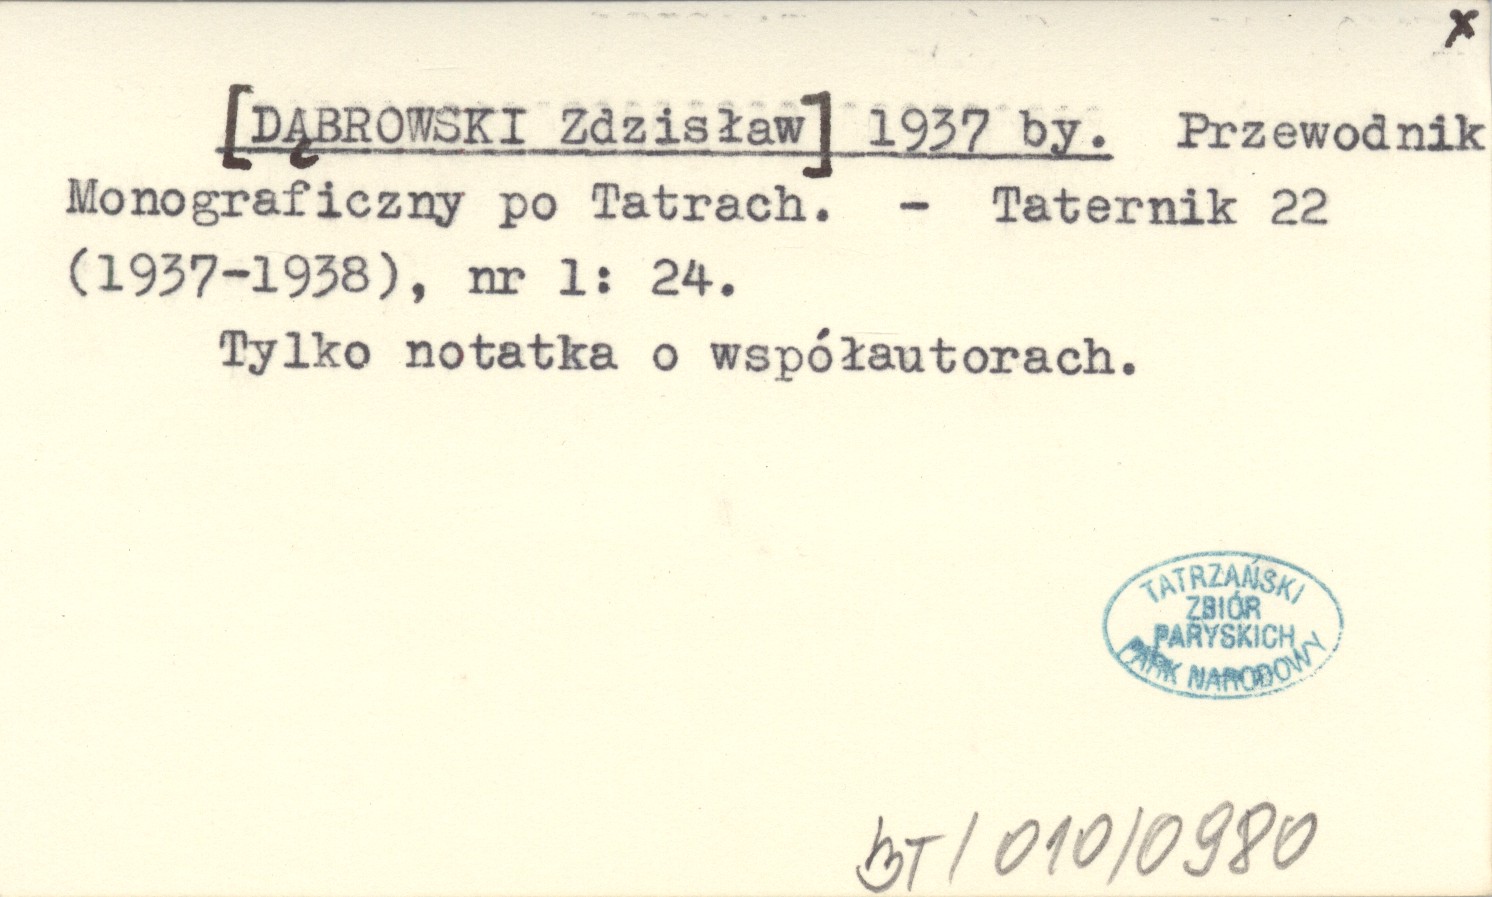 x
[DĄBROWSKI Zdzisław] 1937 by. Przewodnik
Monograficzny po Tatrach. - Taternik 22
(1937-1938), nr 1: 24.
Tylko notatka o współautorach.
TATRZAŃSKI
ZBIÓR
PARYSKICH
PARK NARODOWY
BT/010/0980